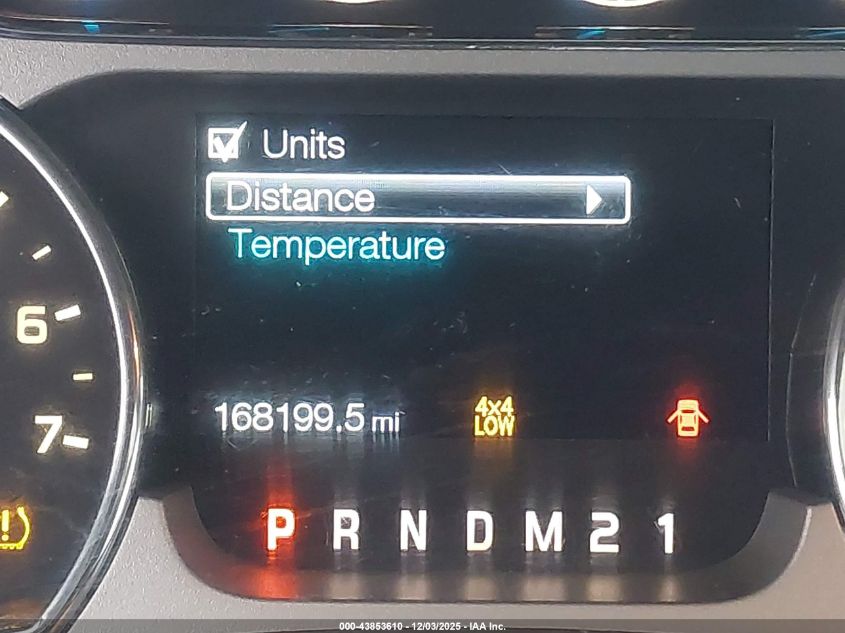 Units
Distance
Temperature
6
7
168199.5 mi
4x4
LOW
(!)
P R N D M 2 1
000-43853610 - 12/03/2025 - IAA Inc.